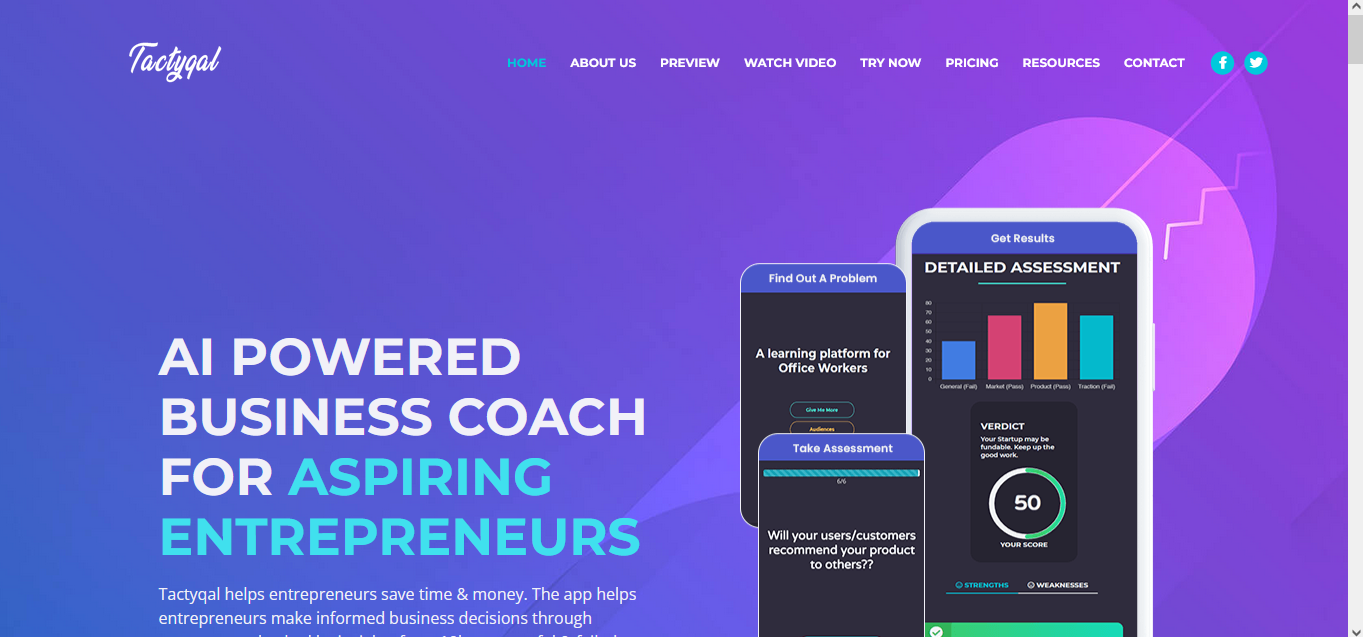 Tactyqal
HOME ABOUT US PREVIEW WATCH VIDEO TRY NOW PRICING RESOURCES CONTACT
AI POWERED
BUSINESS COACH
FOR ASPIRING
ENTREPRENEURS
Tactyqal helps entrepreneurs save time & money. The app helps
entrepreneurs make informed business decisions through
Find Out A Problem
A learning platform for
Office Workers
Give Me More
Audiences
Take Assessment
6/6
Will your users/customers
recommend your product
to others??
Get Results
DETAILED ASSESSMENT
80
70
60
50
40
30
20
10
0
General (Fail) Market (Pass) Product (Pass) Traction (Fail)
VERDICT
Your Startup may be
fundable. Keep up the
good work.
50
YOUR SCORE
STRENGTHS WEAKNESSES